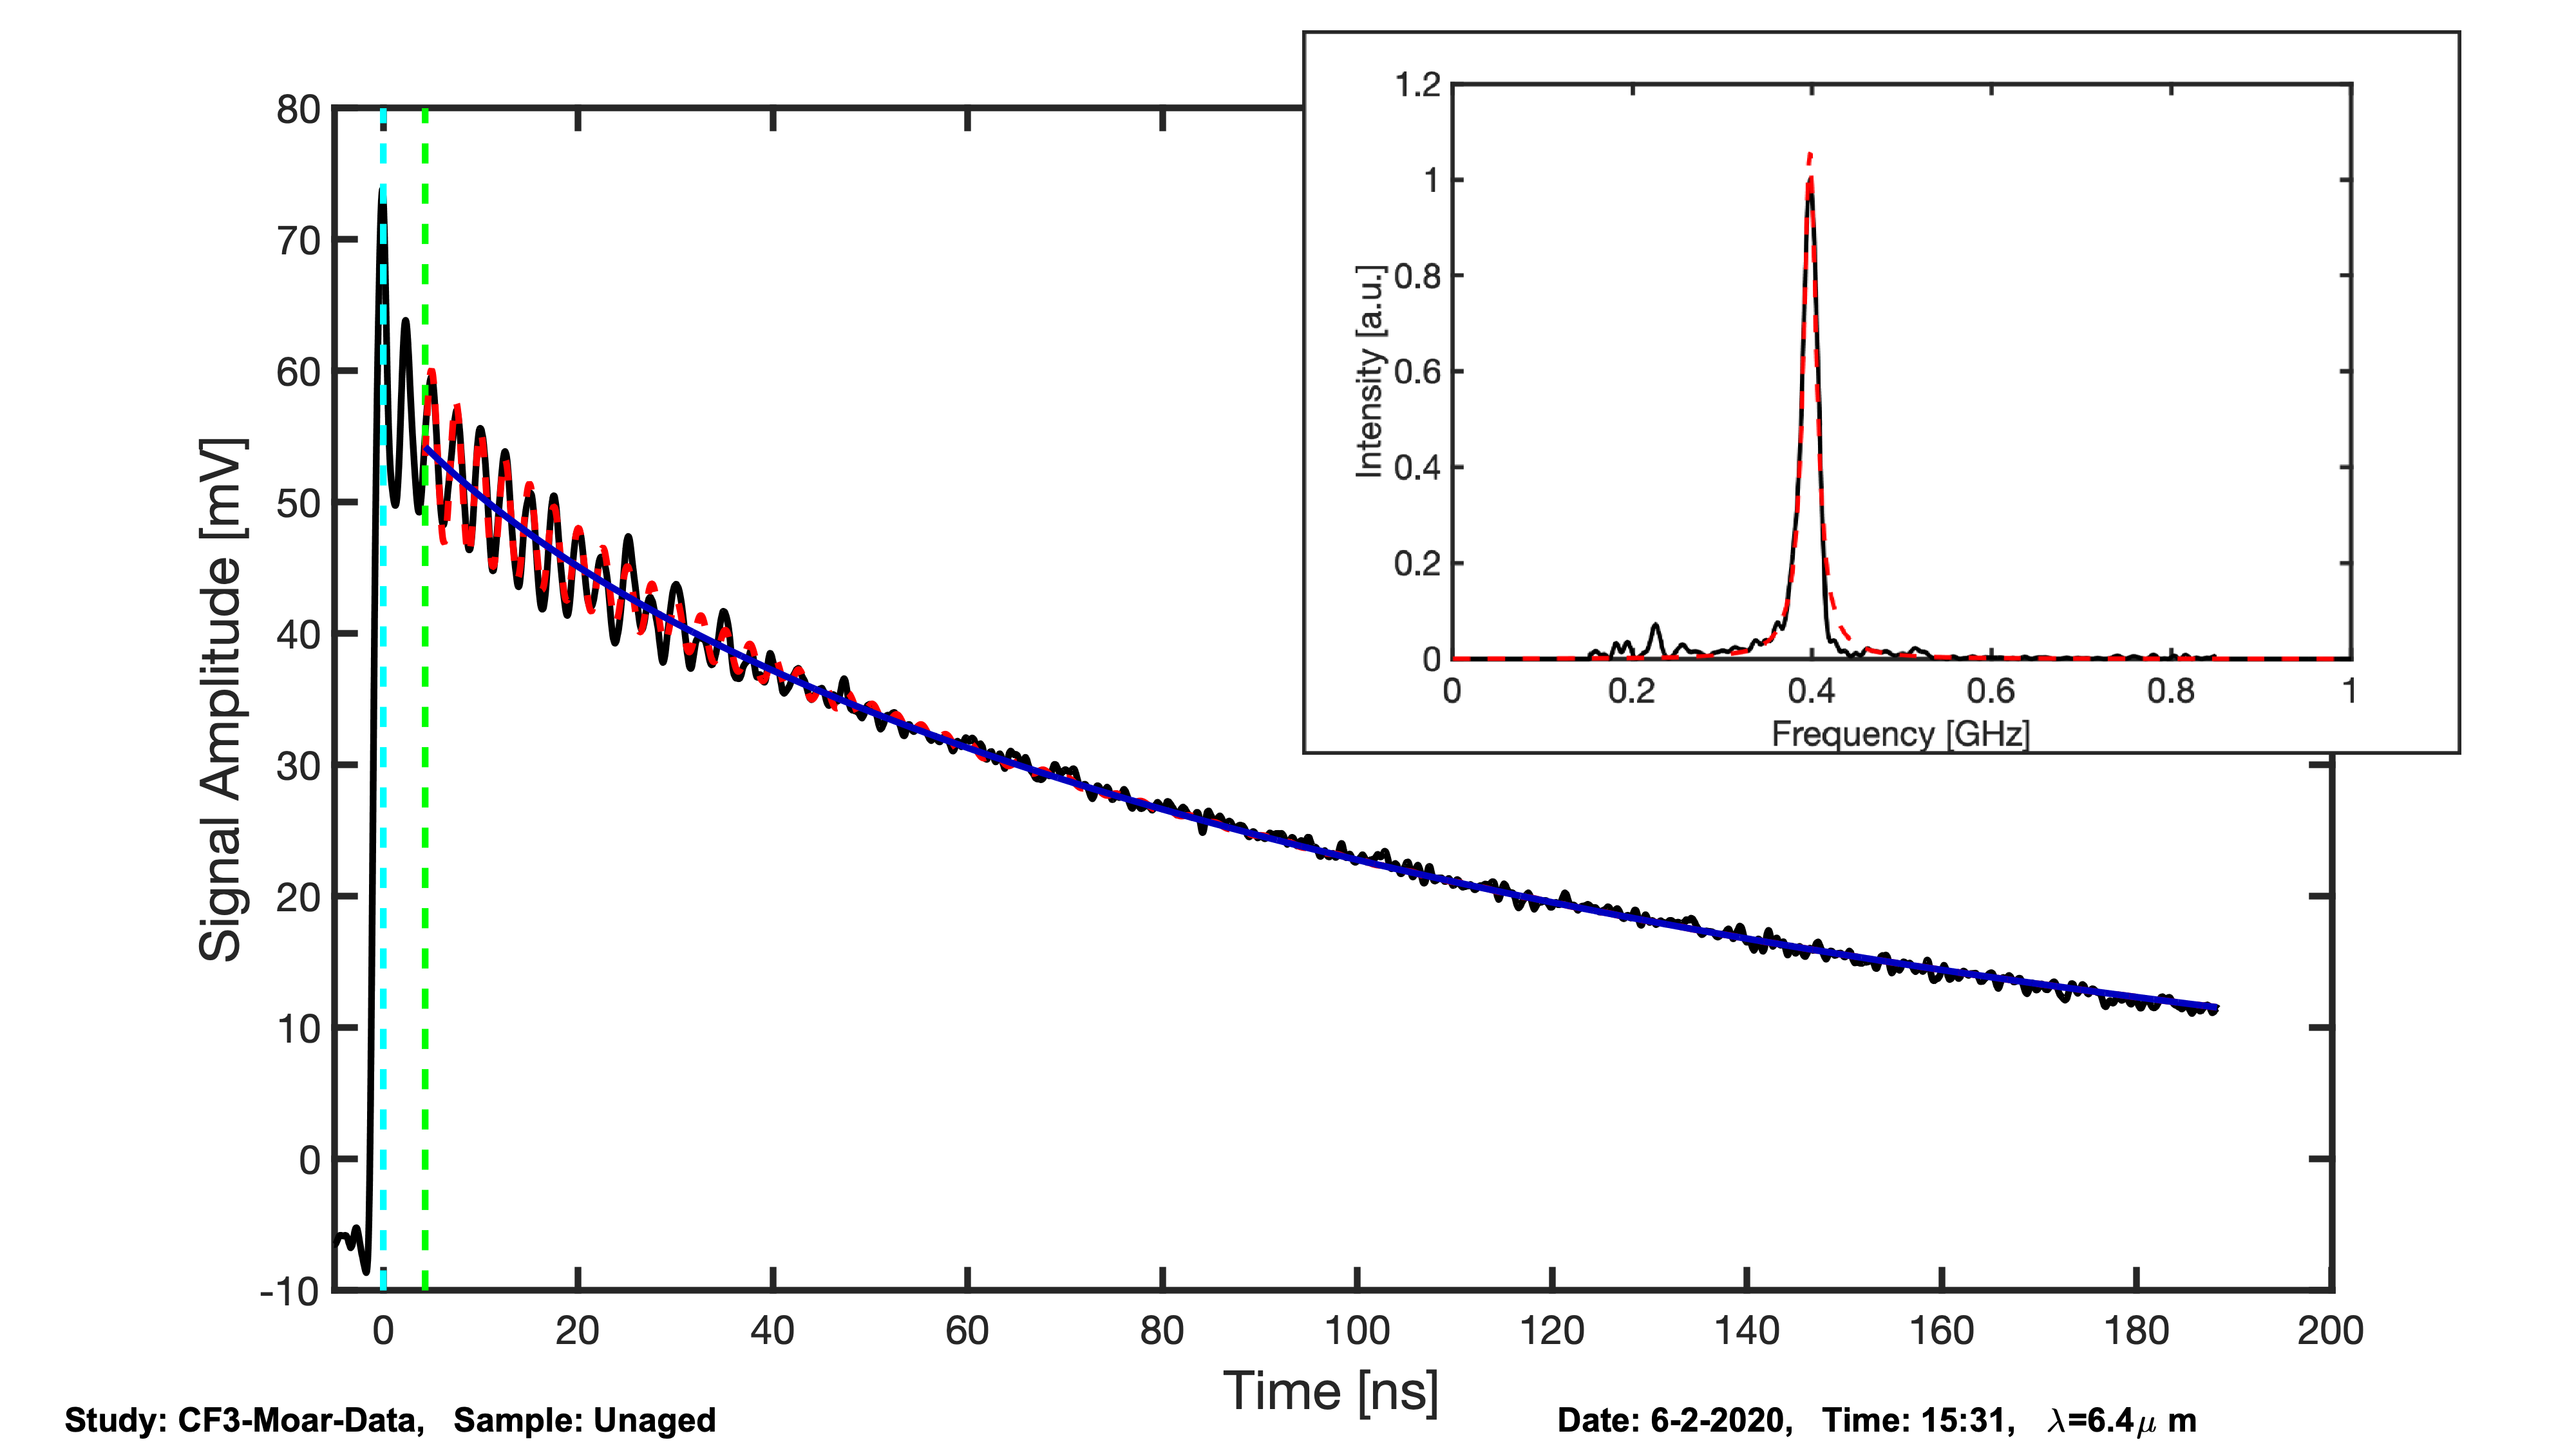 80
70
60
50
40
30
20
10
0
-10
Signal Amplitude [mV]
0 20 40 60 80 100 120 140 160 180 200
Time [ns]
1.2
1
0.8
0.6
0.4
0.2
0
Intensity [a.u.]
0 0.2 0.4 0.6 0.8 1
Frequency [GHz]
Study: CF3-Moar-Data, Sample: Unaged
Date: 6-2-2020, Time: 15:31, λ=6.4μ m